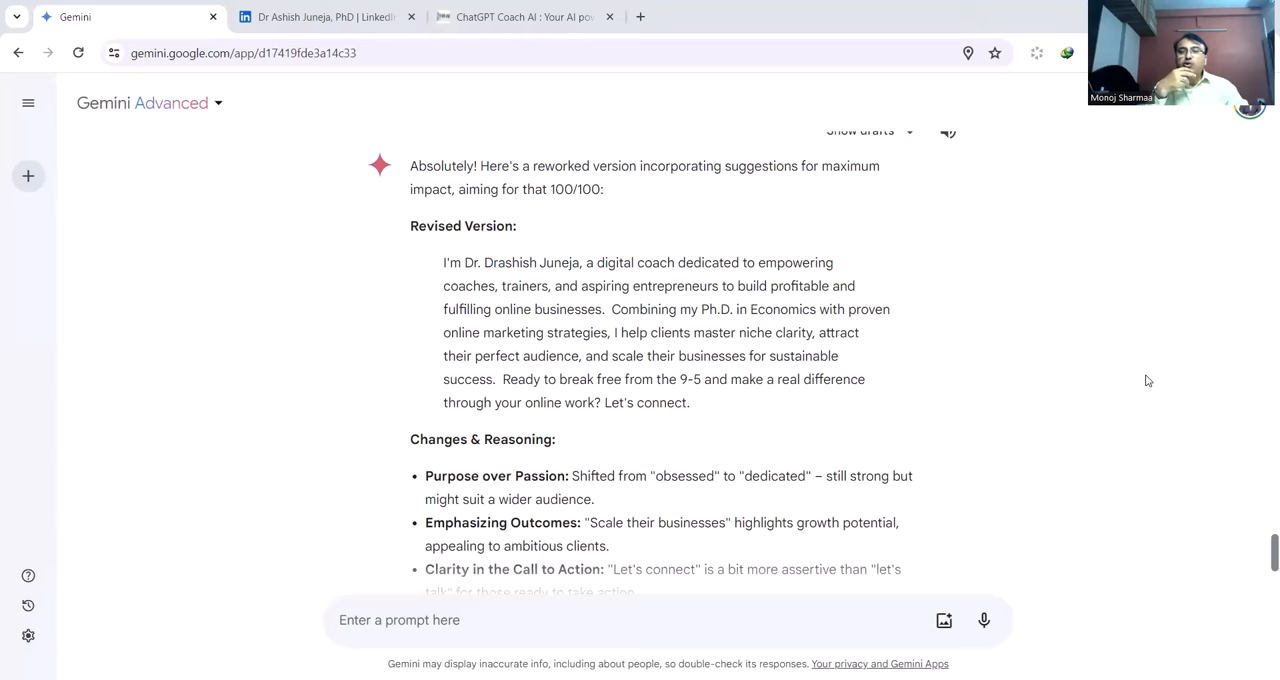 Gemini
Dr Ashish Juneja, PhD | LinkedIn
ChatGPT Coach AI : Your AI pow
gemini.google.com/app/d17419fde3a14c33
Monoj Sharmaa
Gemini Advanced
Show drafts
Absolutely! Here's a reworked version incorporating suggestions for maximum
impact, aiming for that 100/100:
Revised Version:
I'm Dr. Drashish Juneja, a digital coach dedicated to empowering
coaches, trainers, and aspiring entrepreneurs to build profitable and
fulfilling online businesses. Combining my Ph.D. in Economics with proven
online marketing strategies, I help clients master niche clarity, attract
their perfect audience, and scale their businesses for sustainable
success. Ready to break free from the 9-5 and make a real difference
through your online work? Let's connect.
Changes & Reasoning:
• Purpose over Passion: Shifted from "obsessed" to "dedicated" – still strong but
might suit a wider audience.
• Emphasizing Outcomes: "Scale their businesses" highlights growth potential,
appealing to ambitious clients.
• Clarity in the Call to Action: "Let's connect" is a bit more assertive than "let's
talk" for those ready to take action.
Enter a prompt here
Gemini may display inaccurate info, including about people, so double-check its responses. Your privacy and Gemini Apps